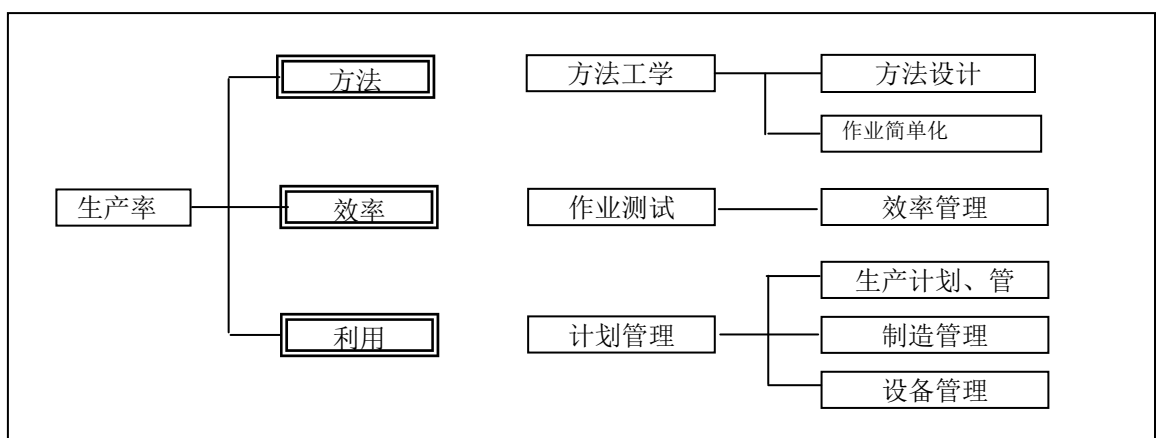 方法
方法工学
方法设计
作业简单化
生产率
效率
作业测试
效率管理
生产计划、管
利用
计划管理
制造管理
设备管理